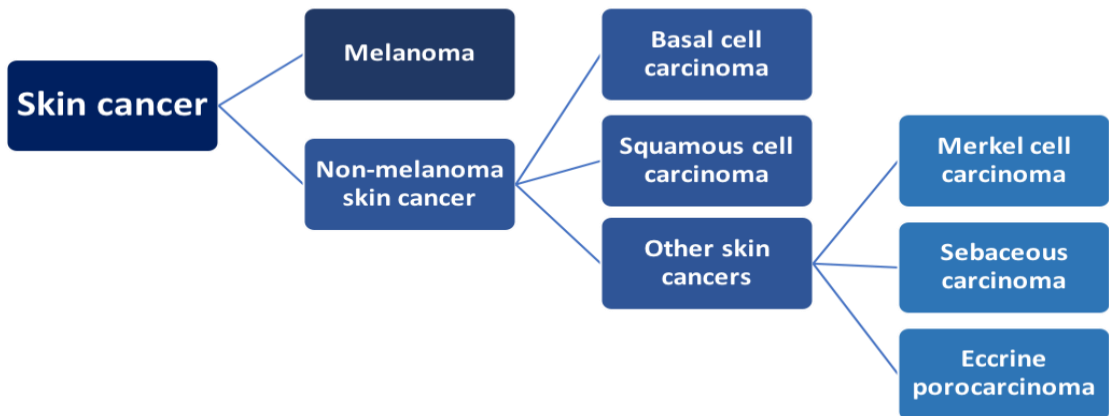 Skin cancer
Melanoma
Non-melanoma
skin cancer
Basal cell
carcinoma
Squamous cell
carcinoma
Other skin
cancers
Merkel cell
carcinoma
Sebaceous
carcinoma
Eccrine
porocarcinoma